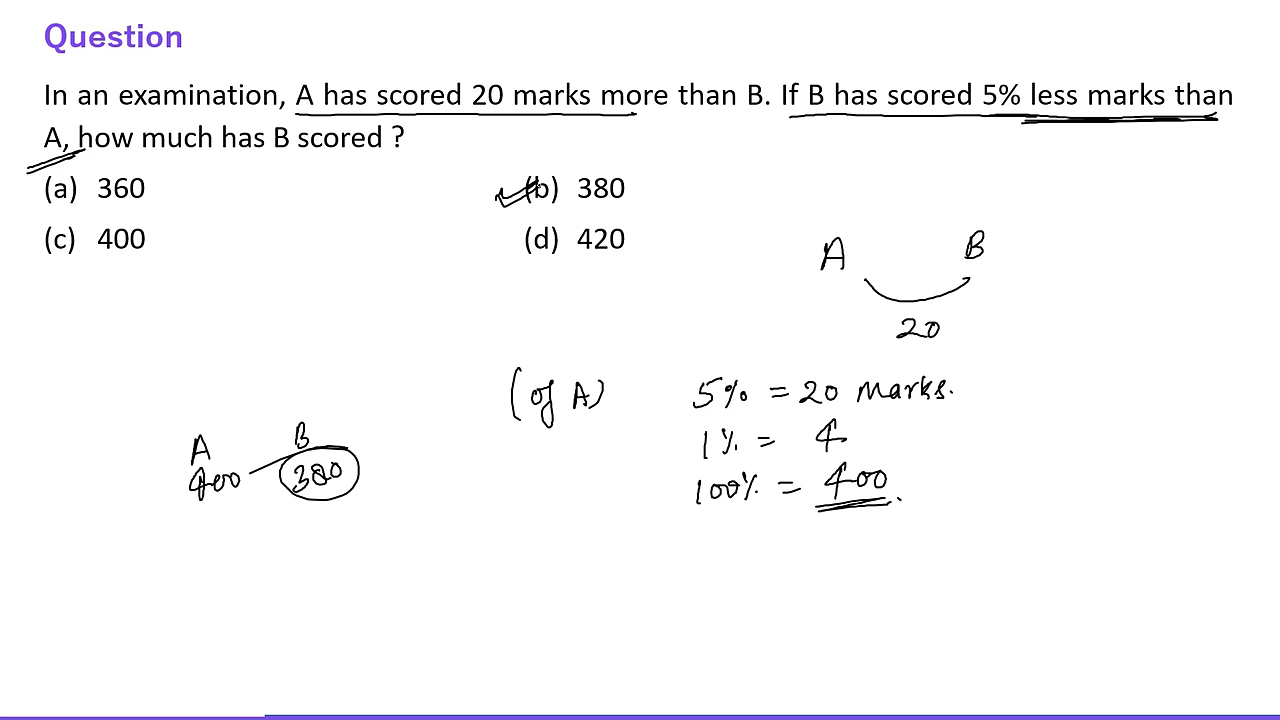 Question
In an examination, A has scored 20 marks more than B. If B has scored 5% less marks than
A, how much has B scored ?
(a) 360
(b) 380
(c) 400
(d) 420
A B
20
(of A) 5% = 20 Marks.
1% = 4
100% = 400
A B
400 380